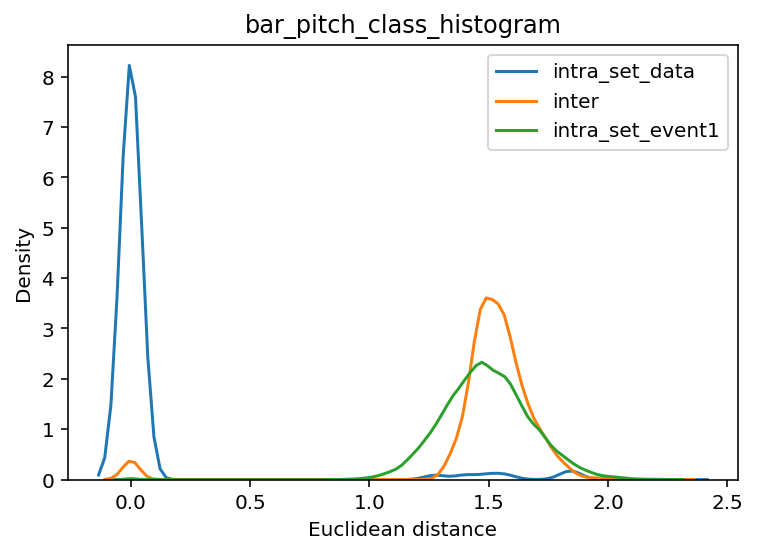 bar_pitch_class_histogram
intra_set_data
inter
intra_set_event1
Density
8
7
6
5
4
3
2
1
0
0.0 0.5 1.0 1.5 2.0 2.5
Euclidean distance